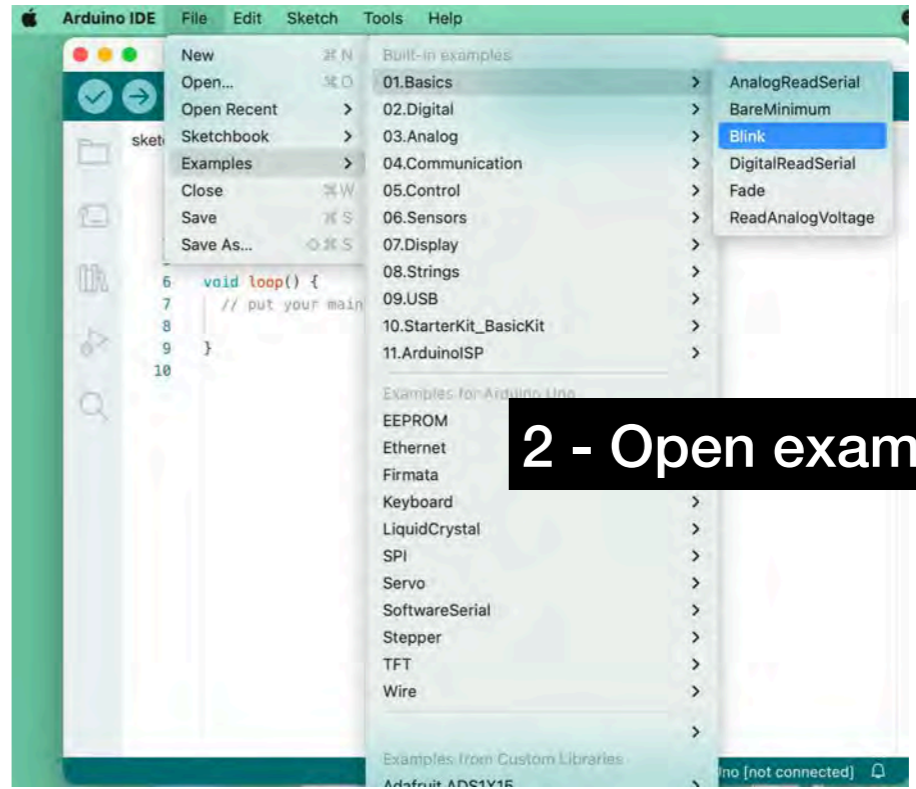 Arduino IDE File Edit Sketch Tools Help
New ⌘ N
Open... ⌘ O
Open Recent >
Sketchbook >
Examples >
Close ⌘ W
Save ⌘ S
Save As... ⇧ ⌘ S
Built-in examples
01.Basics >
02.Digital >
03.Analog >
04.Communication >
05.Control >
06.Sensors >
07.Display >
08.Strings >
09.USB >
10.StarterKit_BasicKit >
11.ArduinoISP >
Examples for Arduino Uno
EEPROM
Ethernet
Firmata
Keyboard >
LiquidCrystal >
SPI >
Servo >
SoftwareSerial >
Stepper >
TFT >
Wire >
>
Examples from Custom Libraries
Adafruit ADS1X15 >
AnalogReadSerial
BareMinimum
Blink
DigitalReadSerial
Fade
ReadAnalogVoltage
sket
6 void loop() {
7 // put your main
8
9 }
10
2 - Open exam
no [not connected]